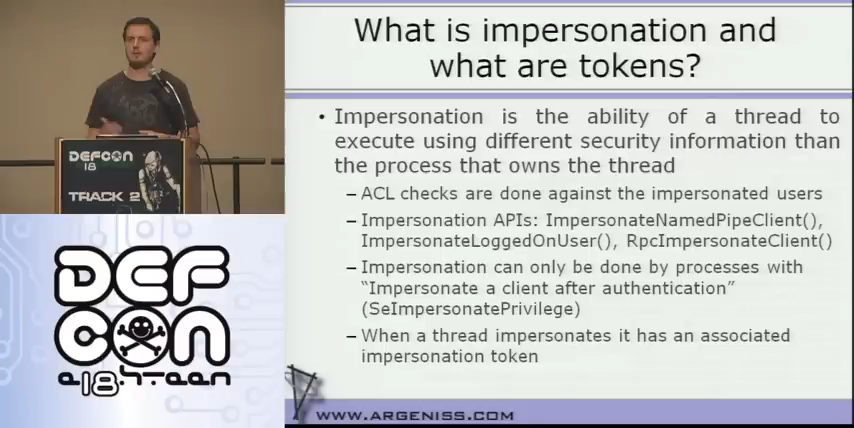 What is impersonation and
what are tokens?
• Impersonation is the ability of a thread to
execute using different security information than
the process that owns the thread
– ACL checks are done against the impersonated users
– Impersonation APIs: ImpersonateNamedPipeClient(),
ImpersonateLoggedOnUser(), RpcImpersonateClient()
– Impersonation can only be done by processes with
“Impersonate a client after authentication”
(SeImpersonatePrivilege)
– When a thread impersonates it has an associated
impersonation token
WWW.ARGENISS.COM
DEFCON
18
TRACK 2
DEF
CON
e18hteen